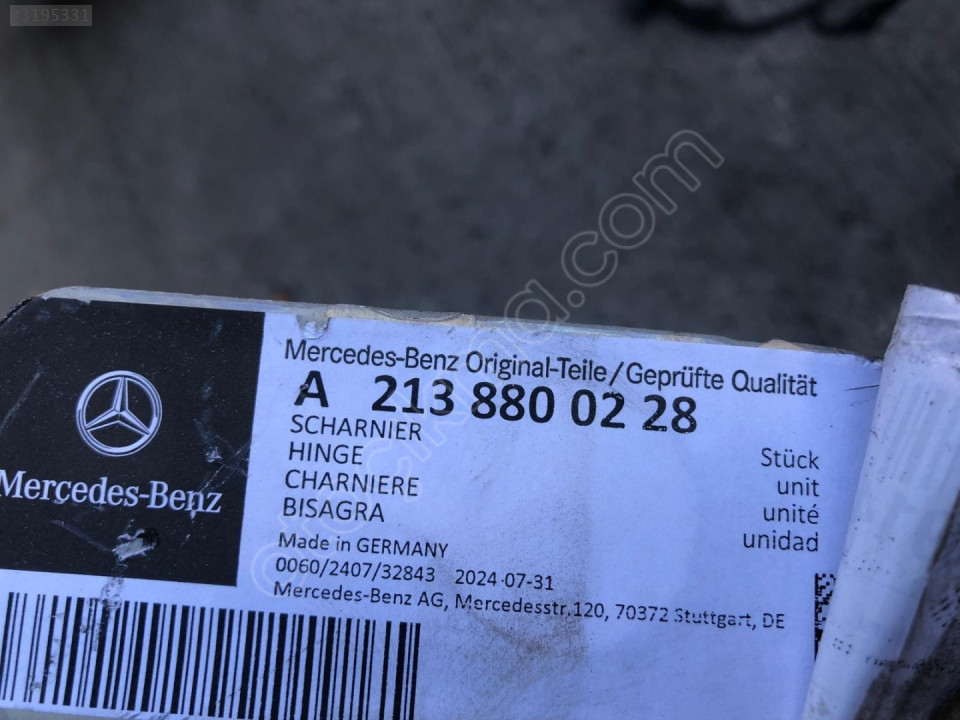 3195331
Mercedes-Benz Original-Teile/Geprüfte Qualität
A 213 880 02 28
SCHARNIER
HINGE
CHARNIERE
BISAGRA
Stück
unit
unité
unidad
Made in GERMANY
0060/2407/32843 2024-07-31
Mercedes-Benz AG, Mercedesstr.120, 70372 Stuttgart, DE
Mercedes-Benz